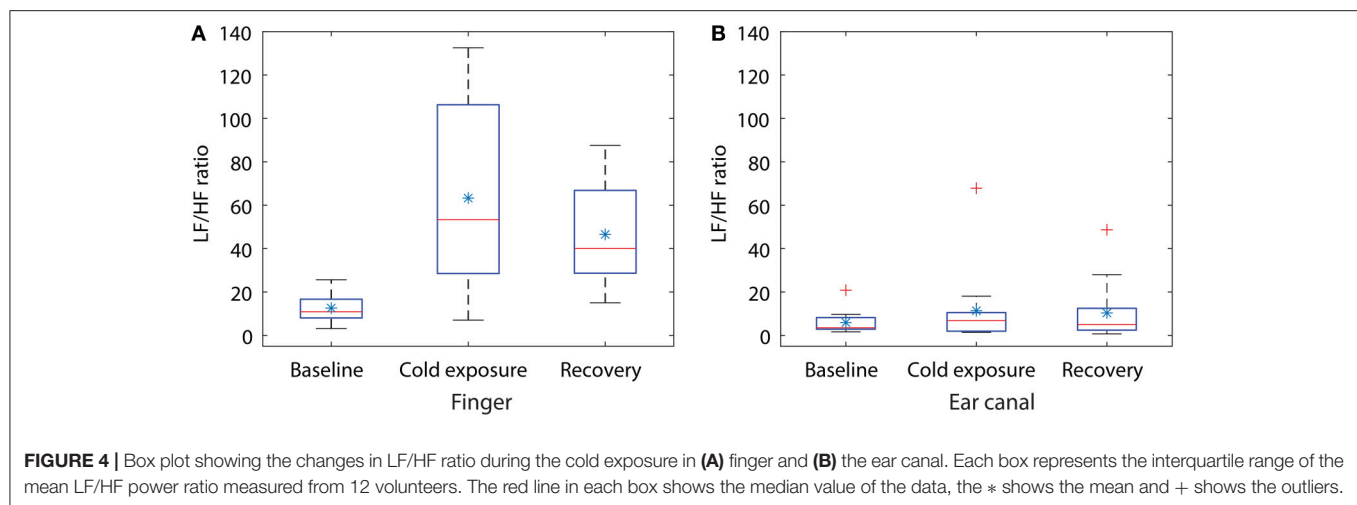 A
140
120
100
80
60
40
20
0
LF/HF ratio
Baseline Cold exposure Recovery
Finger
B
140
120
100
80
60
40
20
0
LF/HF ratio
Baseline Cold exposure Recovery
Ear canal
FIGURE 4 | Box plot showing the changes in LF/HF ratio during the cold exposure in (A) finger and (B) the ear canal. Each box represents the interquartile range of the
mean LF/HF power ratio measured from 12 volunteers. The red line in each box shows the median value of the data, the * shows the mean and + shows the outliers.